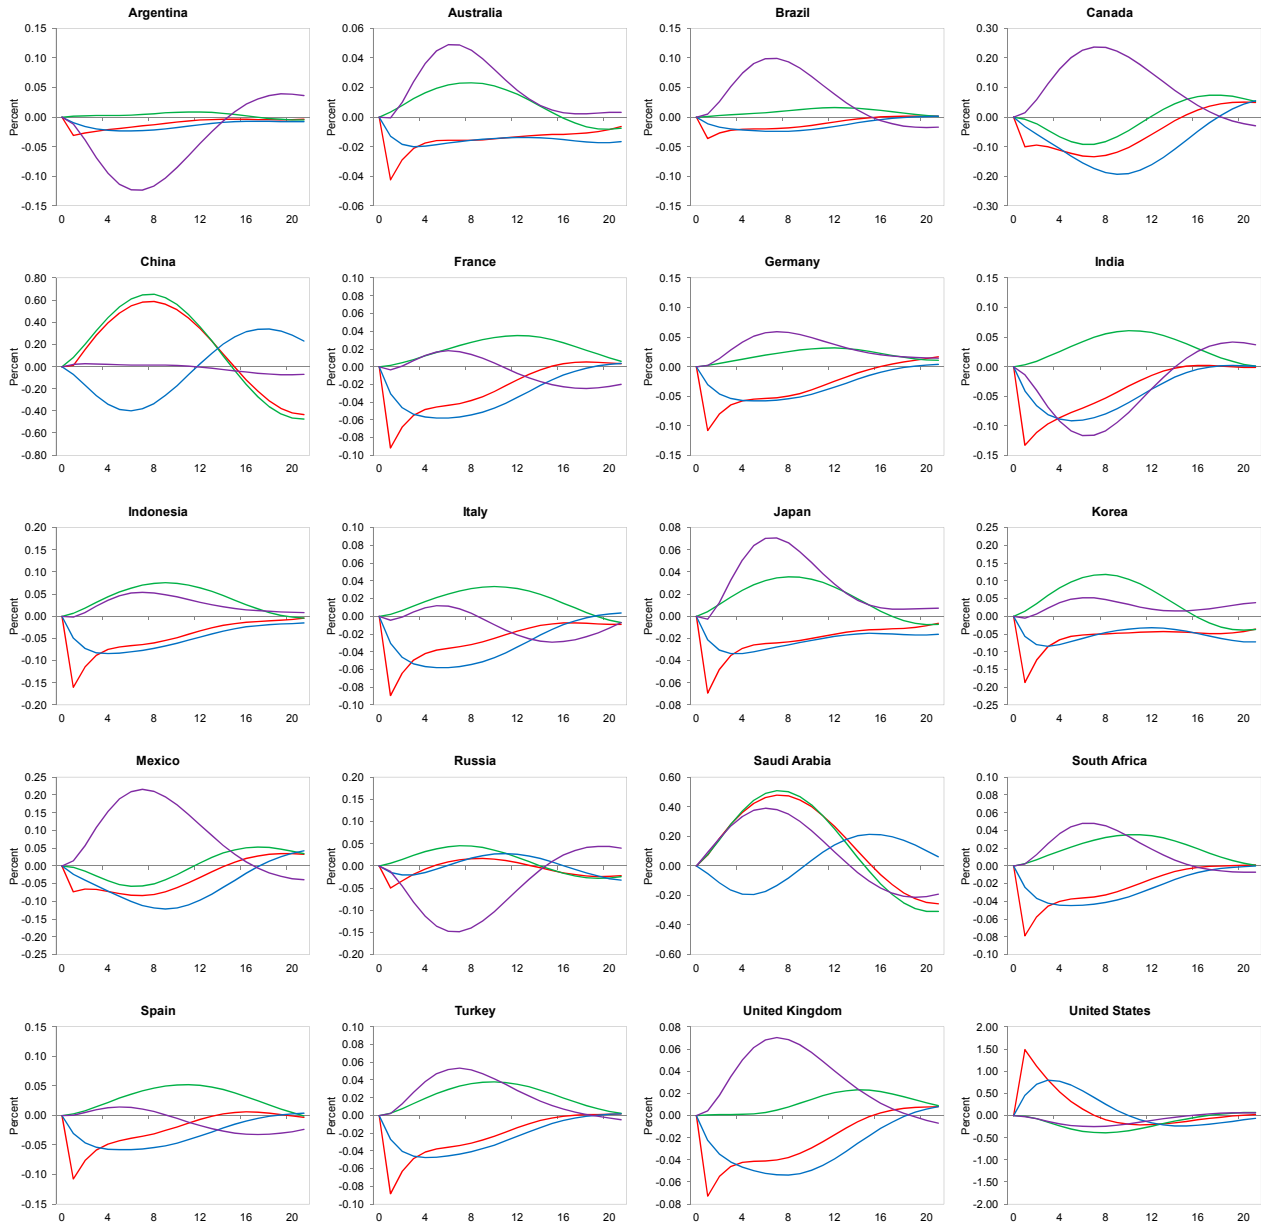 Argentina
Percent
0.15
0.10
0.05
0.00
-0.05
-0.10
-0.15
0 4 8 12 16 20
Australia
Percent
0.06
0.04
0.02
0.00
-0.02
-0.04
-0.06
0 4 8 12 16 20
Brazil
Percent
0.15
0.10
0.05
0.00
-0.05
-0.10
-0.15
0 4 8 12 16 20
Canada
Percent
0.30
0.20
0.10
0.00
-0.10
-0.20
-0.30
0 4 8 12 16 20
China
Percent
0.80
0.60
0.40
0.20
0.00
-0.20
-0.40
-0.60
-0.80
0 4 8 12 16 20
France
Percent
0.10
0.08
0.06
0.04
0.02
0.00
-0.02
-0.04
-0.06
-0.08
-0.10
0 4 8 12 16 20
Germany
Percent
0.15
0.10
0.05
0.00
-0.05
-0.10
-0.15
0 4 8 12 16 20
India
Percent
0.15
0.10
0.05
0.00
-0.05
-0.10
-0.15
0 4 8 12 16 20
Indonesia
Percent
0.20
0.15
0.10
0.05
0.00
-0.05
-0.10
-0.15
-0.20
0 4 8 12 16 20
Italy
Percent
0.10
0.08
0.06
0.04
0.02
0.00
-0.02
-0.04
-0.06
-0.08
-0.10
0 4 8 12 16 20
Japan
Percent
0.08
0.06
0.04
0.02
0.00
-0.02
-0.04
-0.06
-0.08
0 4 8 12 16 20
Korea
Percent
0.25
0.20
0.15
0.10
0.05
0.00
-0.05
-0.10
-0.15
-0.20
-0.25
0 4 8 12 16 20
Mexico
Percent
0.25
0.20
0.15
0.10
0.05
0.00
-0.05
-0.10
-0.15
-0.20
-0.25
0 4 8 12 16 20
Russia
Percent
0.20
0.15
0.10
0.05
0.00
-0.05
-0.10
-0.15
-0.20
0 4 8 12 16 20
Saudi Arabia
Percent
0.60
0.40
0.20
0.00
-0.20
-0.40
-0.60
0 4 8 12 16 20
South Africa
Percent
0.10
0.08
0.06
0.04
0.02
0.00
-0.02
-0.04
-0.06
-0.08
-0.10
0 4 8 12 16 20
Spain
Percent
0.15
0.10
0.05
0.00
-0.05
-0.10
-0.15
0 4 8 12 16 20
Turkey
Percent
0.10
0.08
0.06
0.04
0.02
0.00
-0.02
-0.04
-0.06
-0.08
-0.10
0 4 8 12 16 20
United Kingdom
Percent
0.08
0.06
0.04
0.02
0.00
-0.02
-0.04
-0.06
-0.08
0 4 8 12 16 20
United States
Percent
2.00
1.50
1.00
0.50
0.00
-0.50
-1.00
-1.50
-2.00
0 4 8 12 16 20